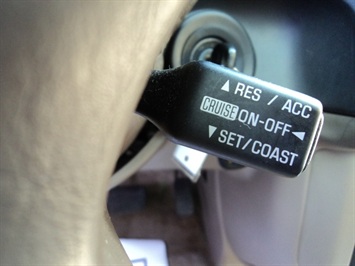 ▲ RES / ACC
CRUISE ON-OFF ◄
▼ SET/COAST